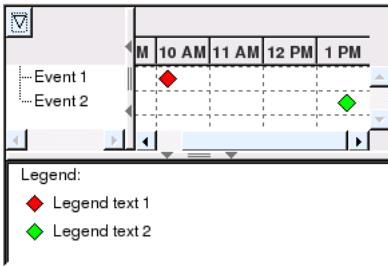 M 10 AM 11 AM 12 PM 1 PM
Event 1
Event 2
Legend:
Legend text 1
Legend text 2